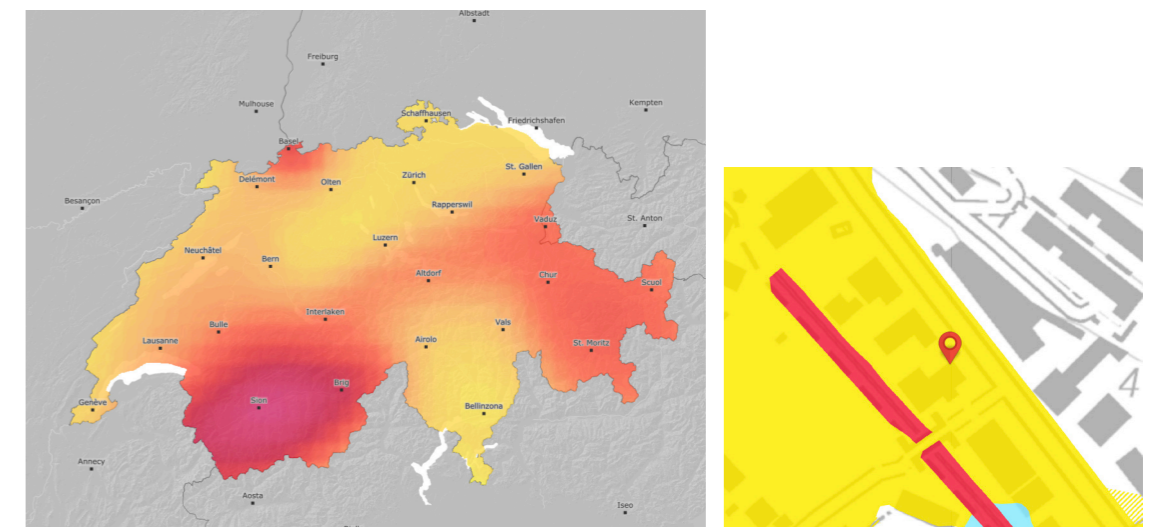 Albstadt
Freiburg
Mulhouse
Kempten
Schaffhausen
Friedrichshafen
Basel
St. Gallen
Zürich
Delémont
Olten
Besançon
Rapperswil
St. Anton
Vaduz
Luzern
Neuchâtel
Bern
Altdorf
Chur
Scuol
Interlaken
Bulle
Vals
Lausanne
Airolo
St. Moritz
Brig
Sion
Genève
Bellinzona
Annecy
Aosta
Iseo
4